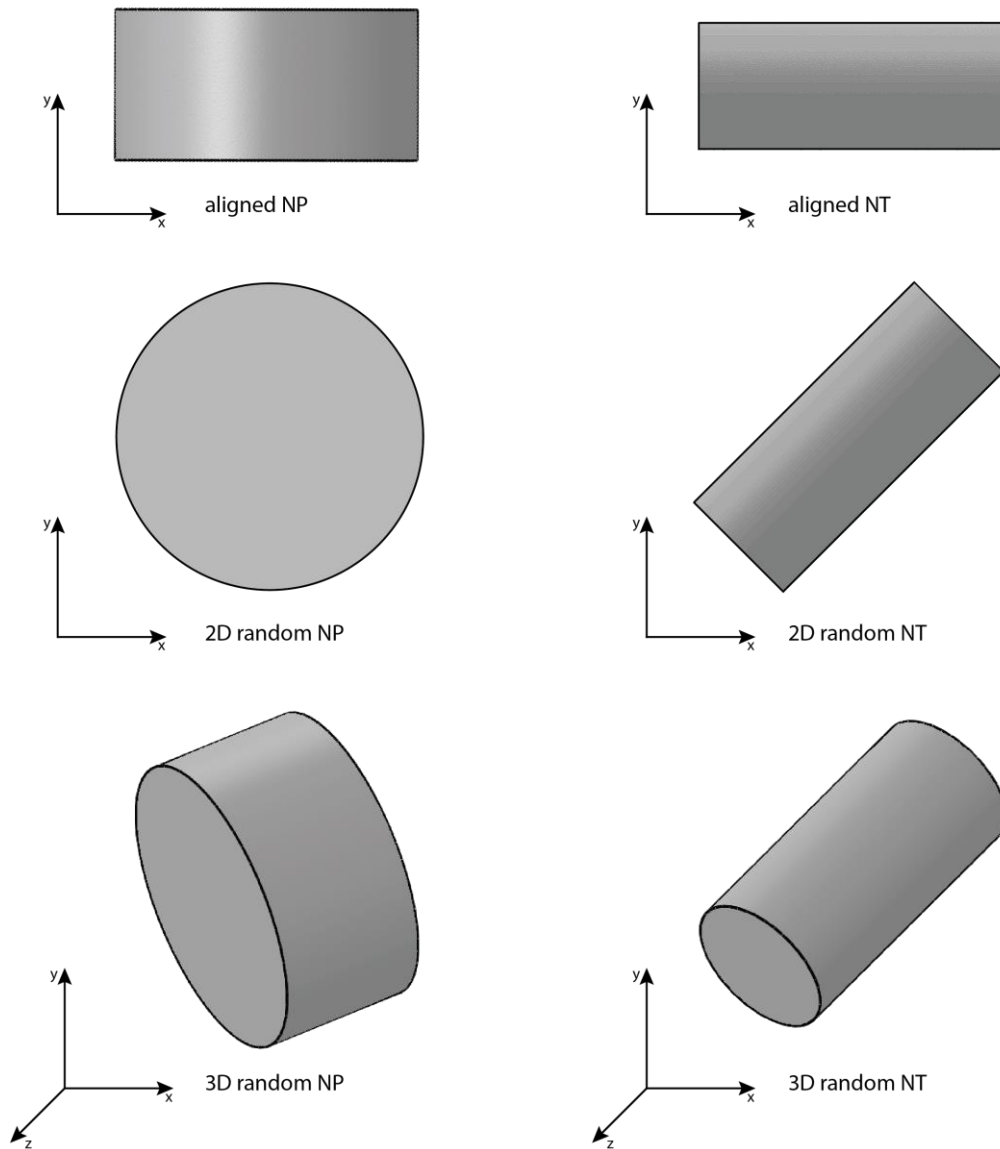 y
x
aligned NP
y
x
aligned NT
y
x
2D random NP
y
x
2D random NT
y
x
z
3D random NP
y
x
z
3D random NT